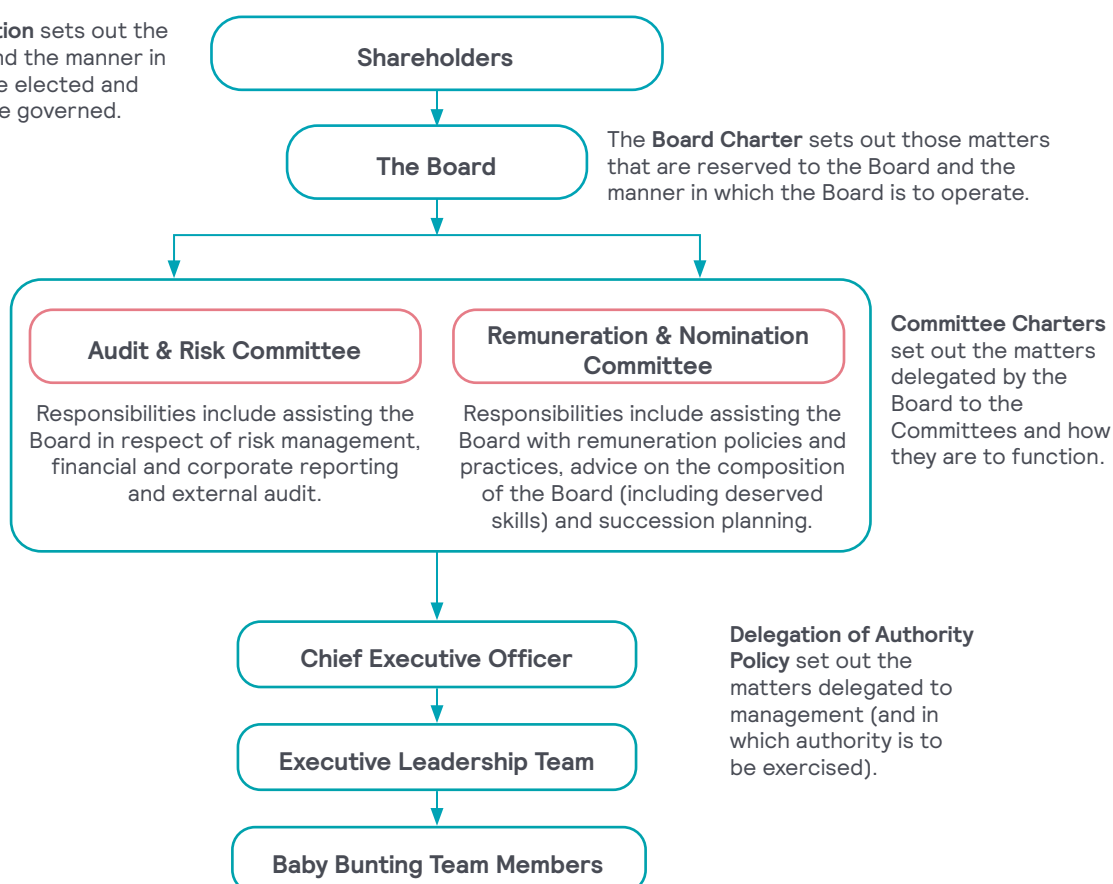 sets out the
the manner in
elected and
governed.
Shareholders
The Board
The Board Charter sets out those matters
that are reserved to the Board and the
manner in which the Board is to operate.
Audit & Risk Committee
Responsibilities include assisting the
Board in respect of risk management,
financial and corporate reporting
and external audit.
Remuneration & Nomination
Committee
Responsibilities include assisting the
Board with remuneration policies and
practices, advice on the composition
of the Board (including deserved
skills) and succession planning.
Committee Charters
set out the matters
delegated by the
Board to the
Committees and how
they are to function.
Chief Executive Officer
Executive Leadership Team
Baby Bunting Team Members
Delegation of Authority
Policy set out the
matters delegated to
management (and in
which authority is to
be exercised).